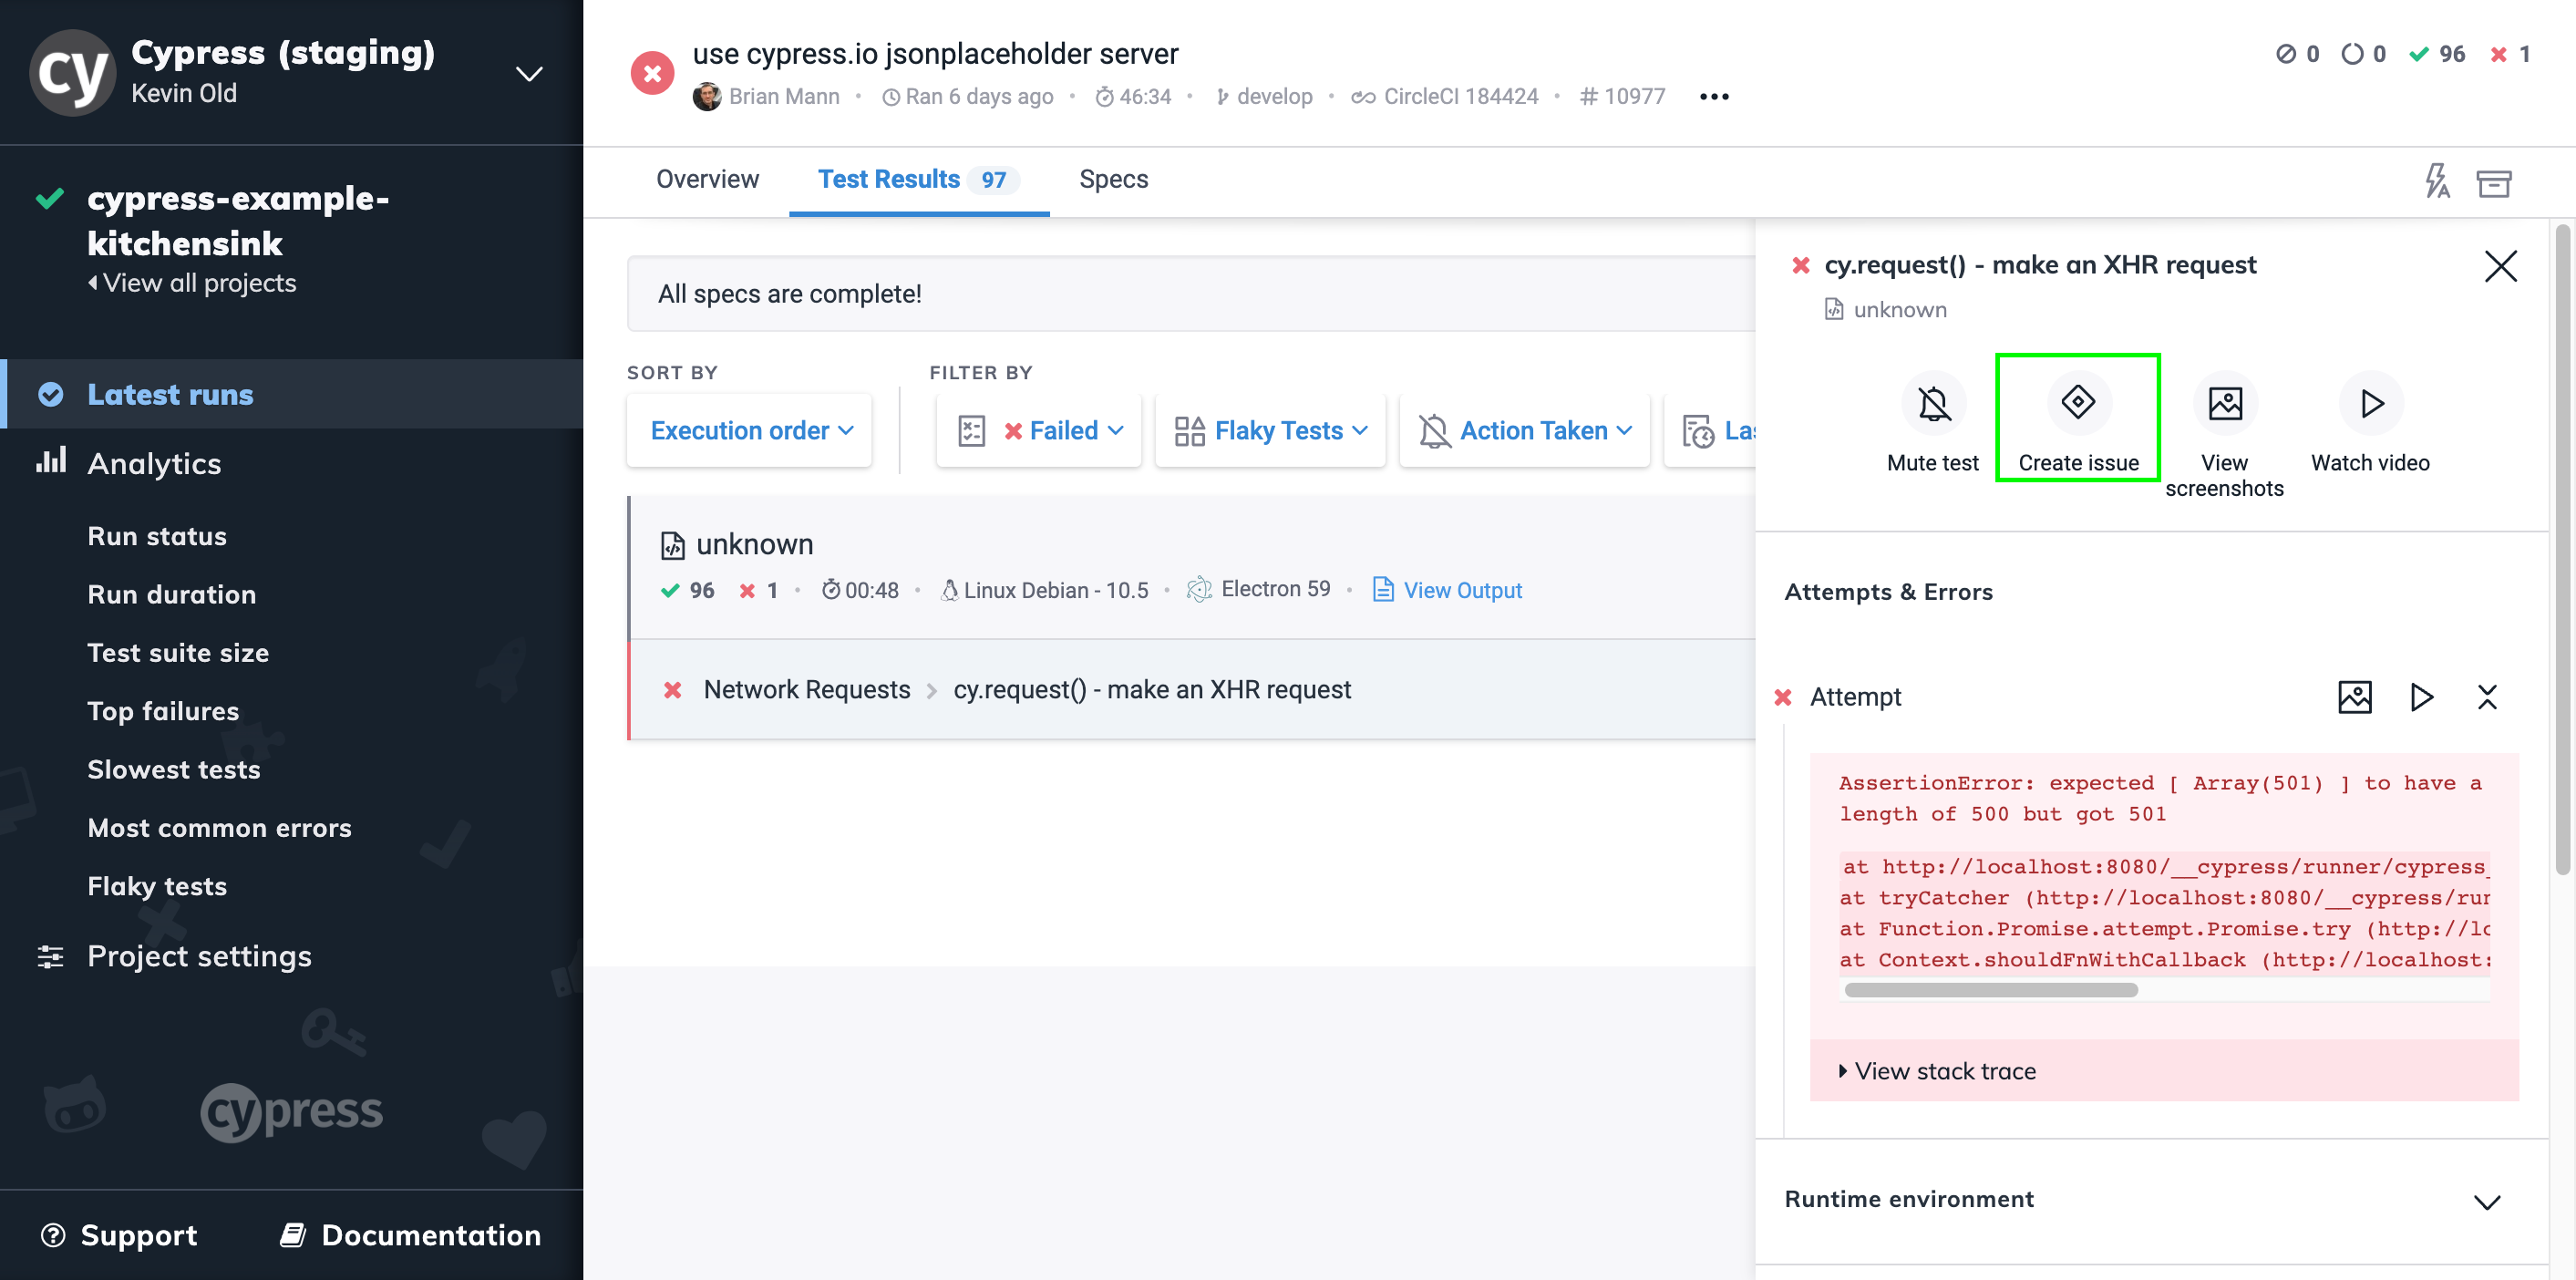 cy
Cypress (staging)
Kevin Old
cypress-example-
kitchensink
View all projects
Latest runs
Analytics
Run status
Run duration
Test suite size
Top failures
Slowest tests
Most common errors
Flaky tests
Project settings
cypress
Support
Documentation
use cypress.io jsonplaceholder server
Brian Mann • Ran 6 days ago • 46:34 • develop • CircleCI 184424 • # 10977 •••
0 0 96 1
Overview
Test Results 97
Specs
All specs are complete!
SORT BY
FILTER BY
Execution order
Failed
Flaky Tests
Action Taken
unknown
96 1 • 00:48 • Linux Debian - 10.5 • Electron 59 • View Output
Network Requests > cy.request() - make an XHR request
cy.request() - make an XHR request
unknown
Mute test
Create issue
View
screenshots
Watch video
Attempts & Errors
Attempt
AssertionError: expected [ Array(501) ] to have a
length of 500 but got 501
at http://localhost:8080/__cypress/runner/cypress_
at tryCatcher (http://localhost:8080/__cypress/run
at Function.Promise.attempt.Promise.try (http://lo
at Context.shouldFnWithCallback (http://localhost:
View stack trace
Runtime environment